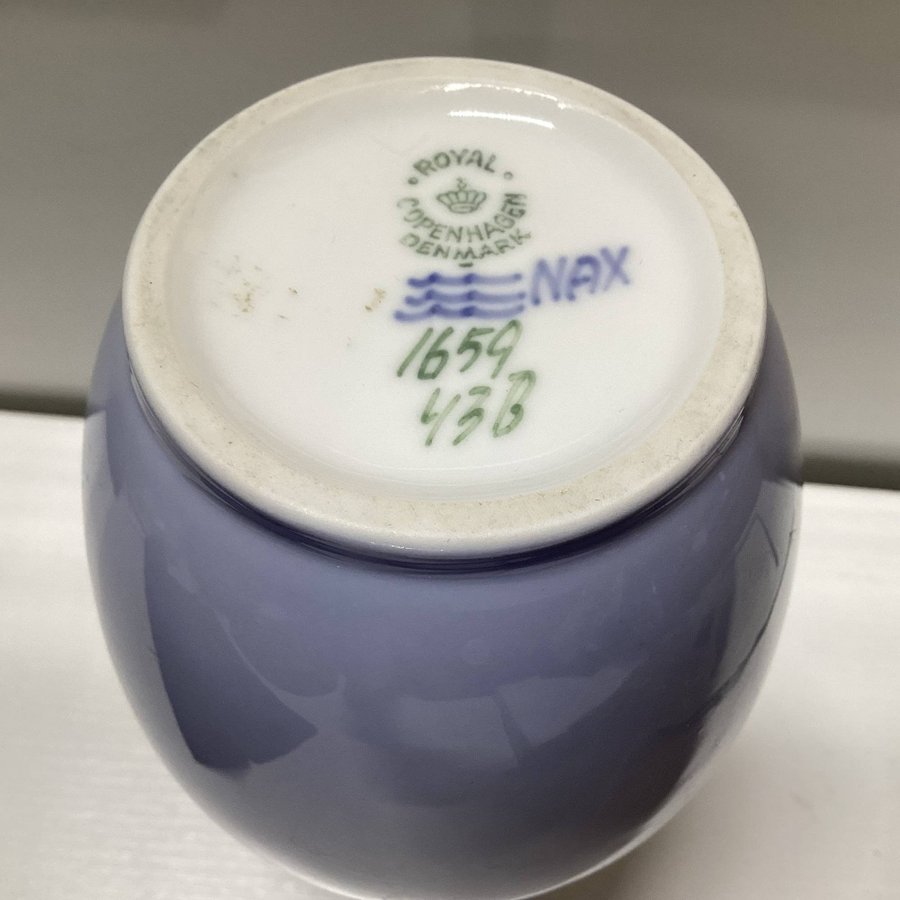 ROYAL
COPENHAGEN
DENMARK
NAX
1659
43B